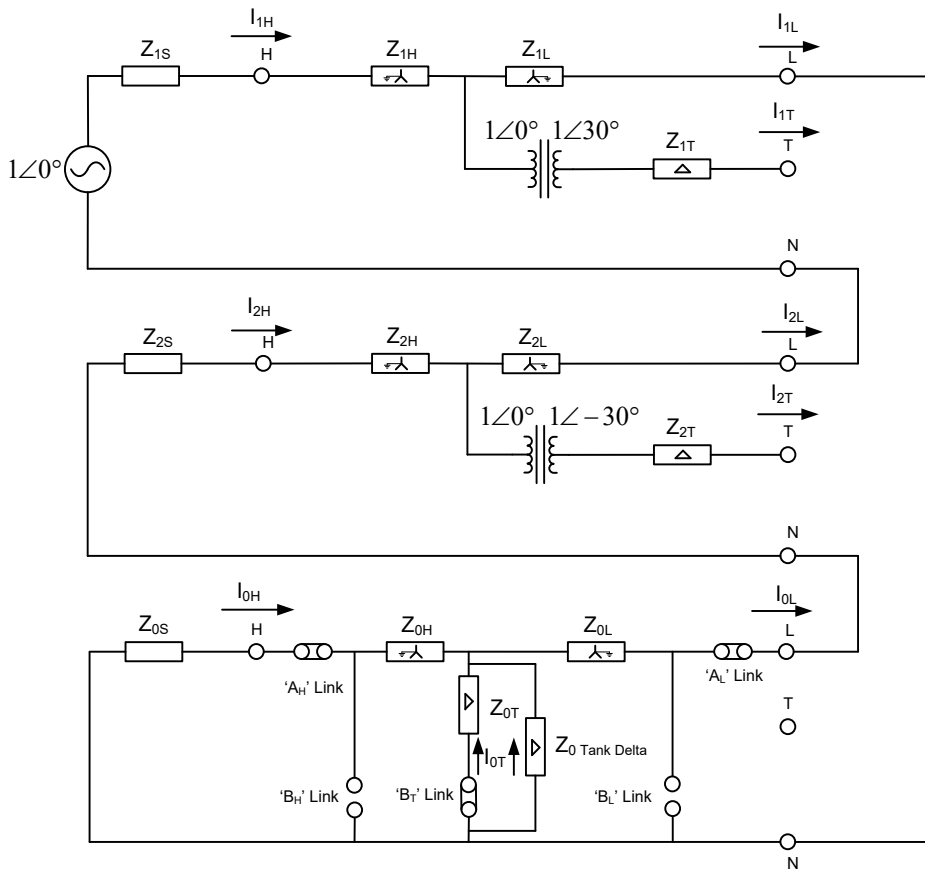 I1H
I1L
Z1S
H
Z1H
Z1L
L
I1T
1∠0°
1∠30°
Z1T
T
1∠0°
N
I2H
I2L
Z2S
H
Z2H
Z2L
L
I2T
1∠0°
1∠−30°
Z2T
T
N
I0H
I0L
Z0S
H
Z0H
Z0L
L
'AH' Link
'AL' Link
Z0T
T
I0T
Z0 Tank Delta
'BH' Link
'BT' Link
'BL' Link
N